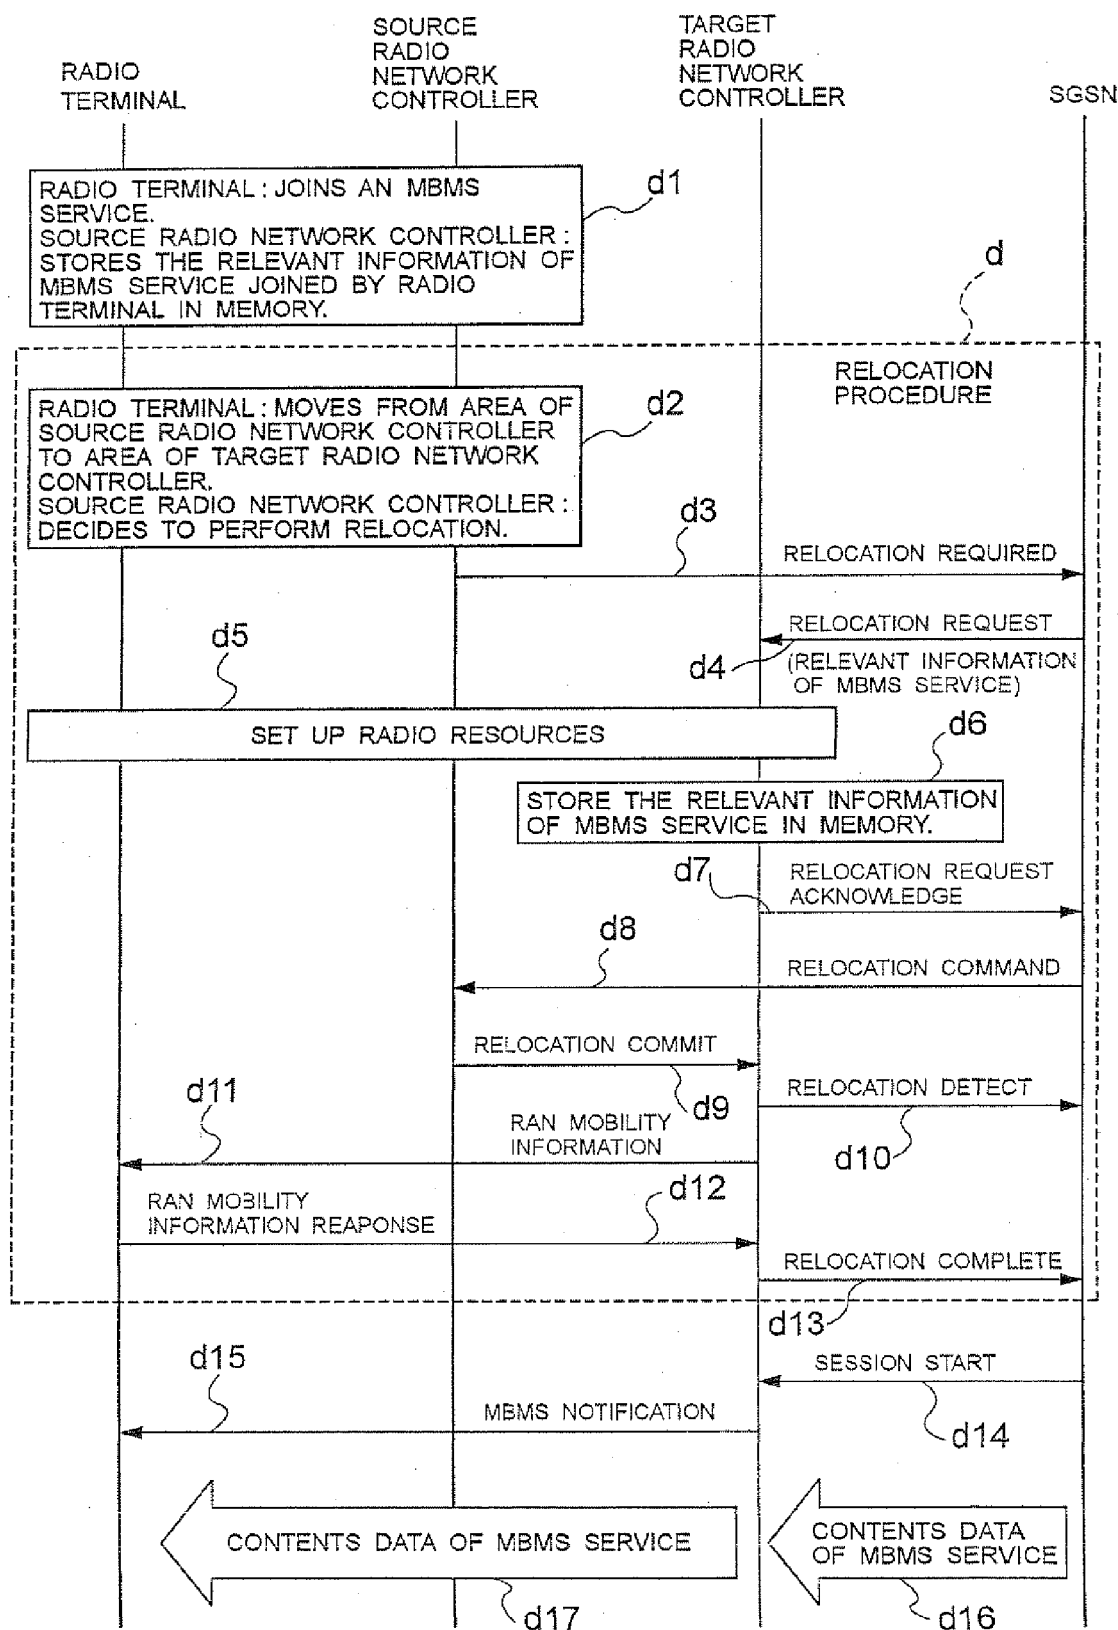 RADIO
TERMINAL
SOURCE
RADIO
NETWORK
CONTROLLER
TARGET
RADIO
NETWORK
CONTROLLER
SGSN
RADIO TERMINAL : JOINS AN MBMS
SERVICE.
SOURCE RADIO NETWORK CONTROLLER :
STORES THE RELEVANT INFORMATION OF
MBMS SERVICE JOINED BY RADIO
TERMINAL IN MEMORY.
d1
d
RELOCATION
PROCEDURE
RADIO TERMINAL : MOVES FROM AREA OF
SOURCE RADIO NETWORK CONTROLLER
TO AREA OF TARGET RADIO NETWORK
CONTROLLER.
SOURCE RADIO NETWORK CONTROLLER :
DECIDES TO PERFORM RELOCATION.
d2
d3
RELOCATION REQUIRED
RELOCATION REQUEST
d4
(RELEVANT INFORMATION
OF MBMS SERVICE)
d5
SET UP RADIO RESOURCES
d6
STORE THE RELEVANT INFORMATION
OF MBMS SERVICE IN MEMORY.
d7
RELOCATION REQUEST
ACKNOWLEDGE
d8
RELOCATION COMMAND
RELOCATION COMMIT
d9
RELOCATION DETECT
d10
d11
RAN MOBILITY
INFORMATION
RAN MOBILITY
INFORMATION REAPONSE
d12
RELOCATION COMPLETE
d13
SESSION START
d14
d15
MBMS NOTIFICATION
CONTENTS DATA OF MBMS SERVICE
d17
CONTENTS DATA
OF MBMS SERVICE
d16